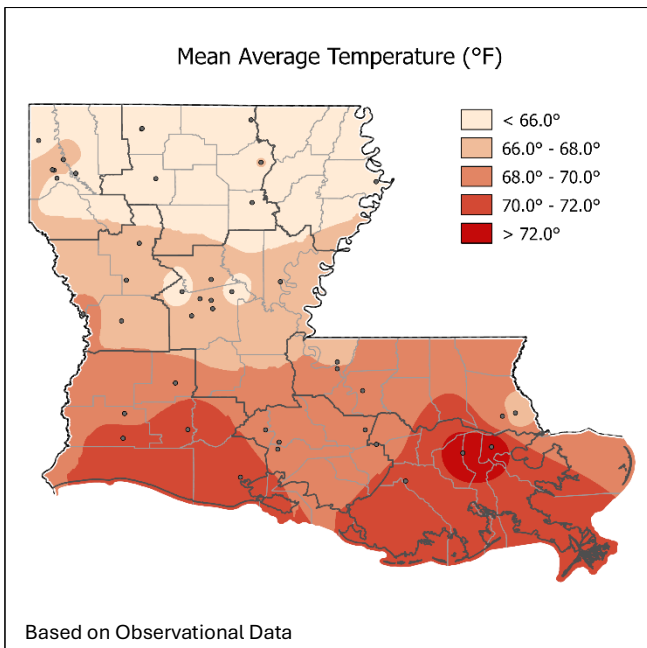 Mean Average Temperature (°F)
< 66.0°
66.0° - 68.0°
68.0° - 70.0°
70.0° - 72.0°
> 72.0°
Based on Observational Data